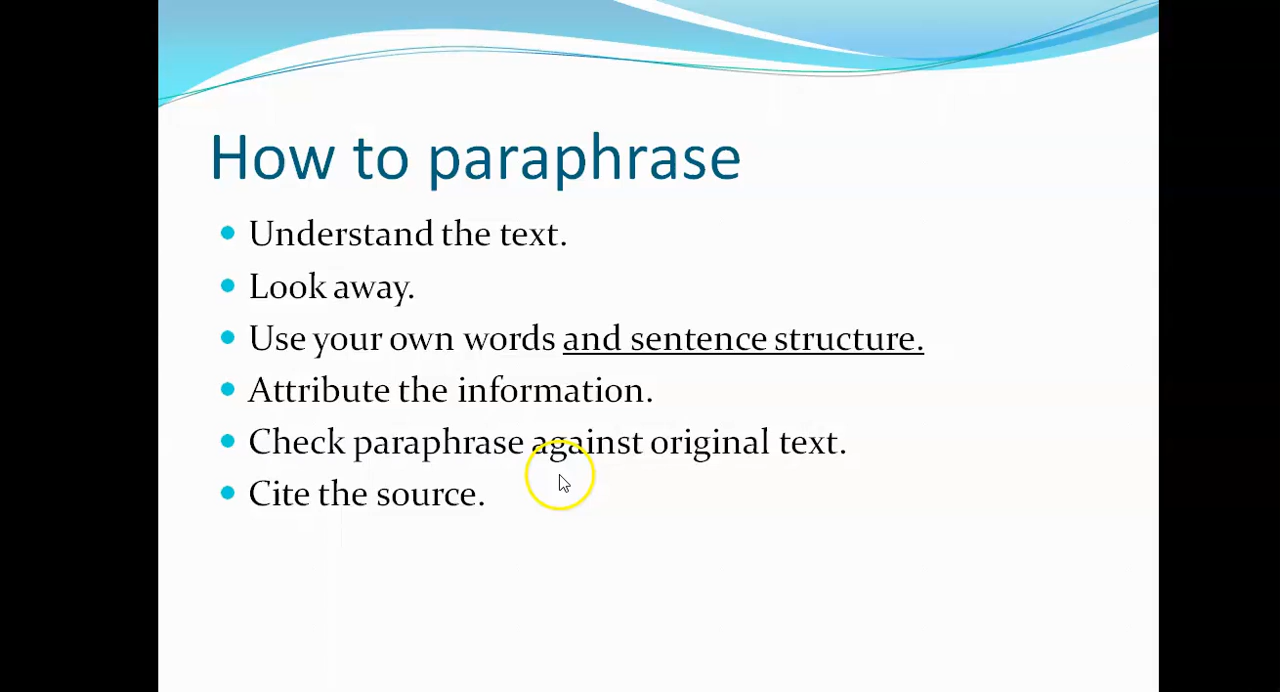 How to paraphrase
Understand the text.
Look away.
Use your own words and sentence structure.
Attribute the information.
Check paraphrase against original text.
Cite the source.